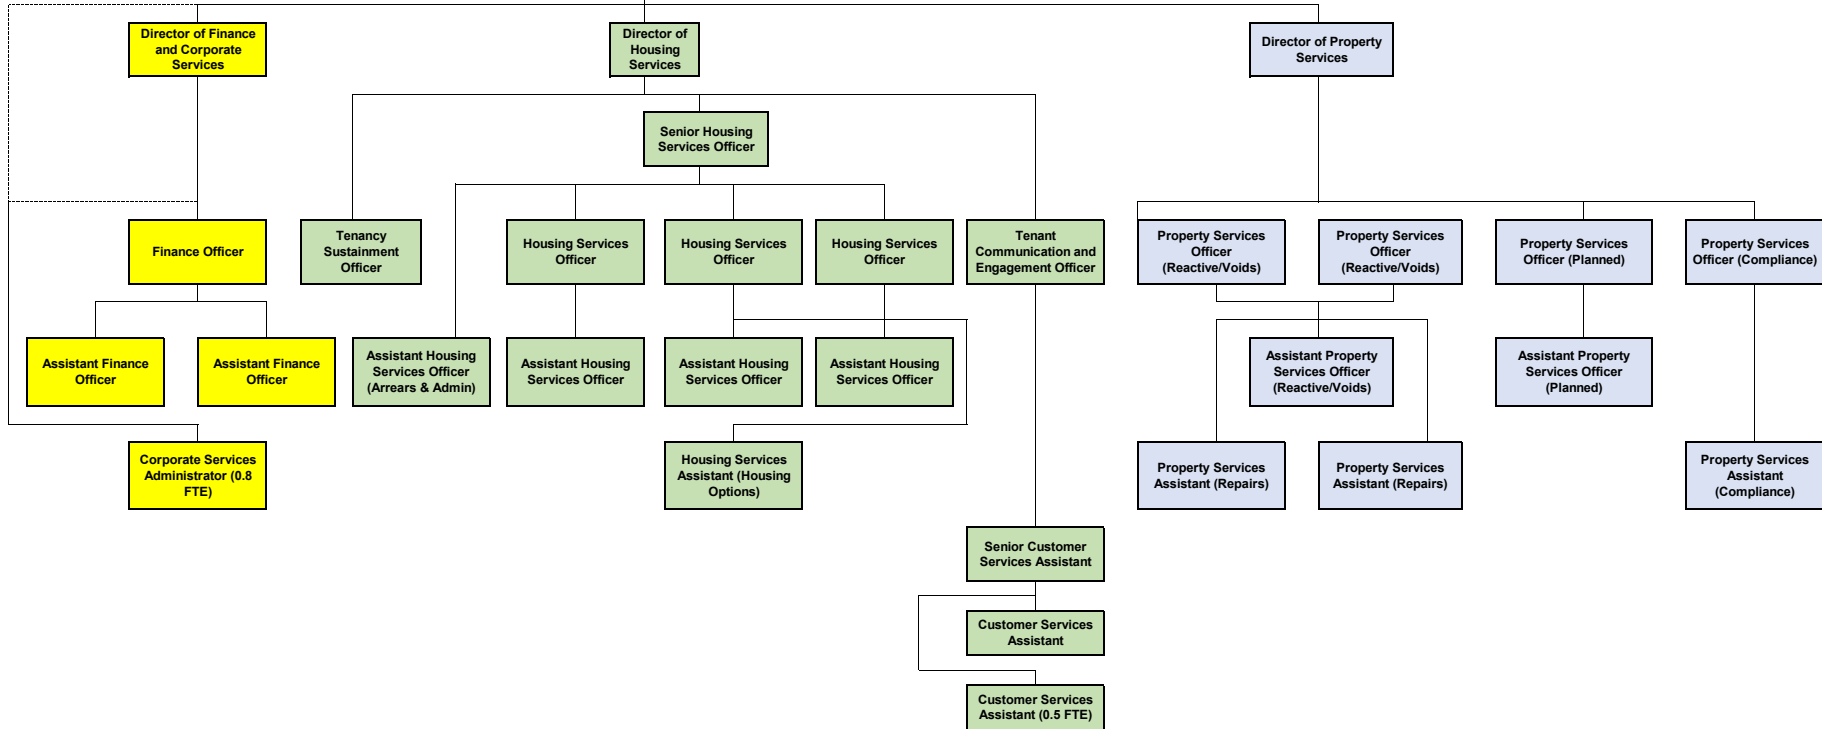 Director of Finance
and Corporate
Services
Director of
Housing
Services
Director of Property
Services
Senior Housing
Services Officer
Finance Officer
Tenancy
Sustainment
Officer
Housing Services
Officer
Housing Services
Officer
Housing Services
Officer
Tenant
Communication and
Engagement Officer
Property Services
Officer
(Reactive/Voids)
Property Services
Officer
(Reactive/Voids)
Property Services
Officer (Planned)
Property Services
Officer (Compliance)
Assistant Finance
Officer
Assistant Finance
Officer
Assistant Housing
Services Officer
(Arrears & Admin)
Assistant Housing
Services Officer
Assistant Housing
Services Officer
Assistant Housing
Services Officer
Assistant Property
Services Officer
(Reactive/Voids)
Assistant Property
Services Officer
(Planned)
Corporate Services
Administrator (0.8
FTE)
Housing Services
Assistant (Housing
Options)
Property Services
Assistant (Repairs)
Property Services
Assistant (Repairs)
Property Services
Assistant
(Compliance)
Senior Customer
Services Assistant
Customer Services
Assistant
Customer Services
Assistant (0.5 FTE)